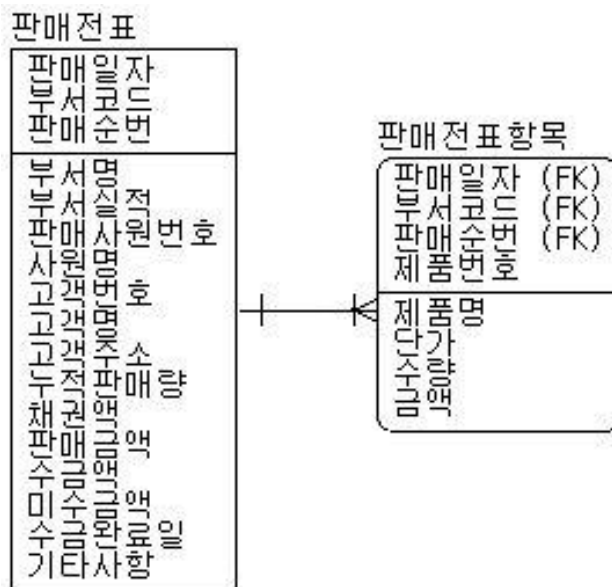 판매전표
판매일자
부서코드
판매순번
부서명
부서실적
판매사원번호
사원명
고객번호
고객명
고객주소
누적판매량
채권액
판매금액
수금액
미수금액
수금완료일
기타사항
판매전표항목
판매일자 (FK)
부서코드 (FK)
판매순번 (FK)
제품번호
제품명
단가
수량
금액